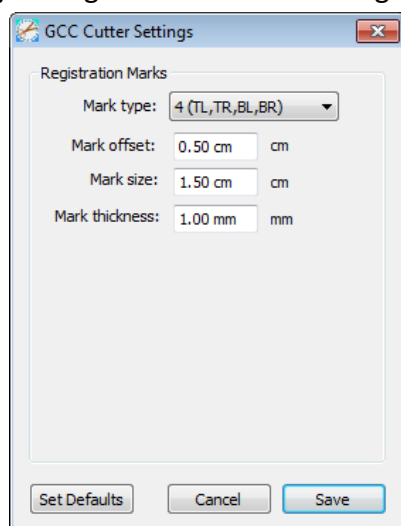 GCC Cutter Settings
Registration Marks
Mark type: 4 (TL,TR,BL,BR)
Mark offset: 0.50 cm cm
Mark size: 1.50 cm cm
Mark thickness: 1.00 mm mm
Set Defaults Cancel Save